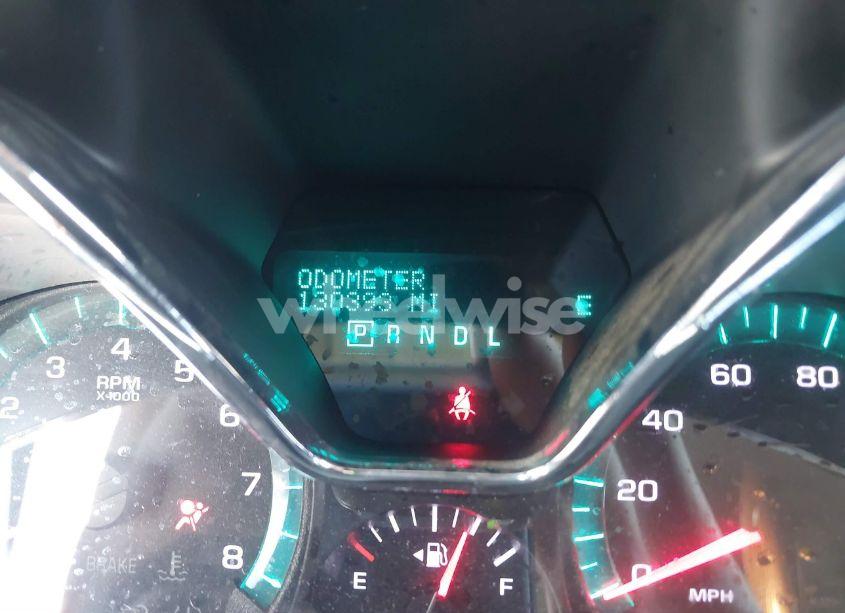 ODOMETER
130393 MI E
wheelwise
P R N D L
2 3 4 5 6 7 8
RPM
X1000
BRAKE
E F
0 20 40 60 80
MPH